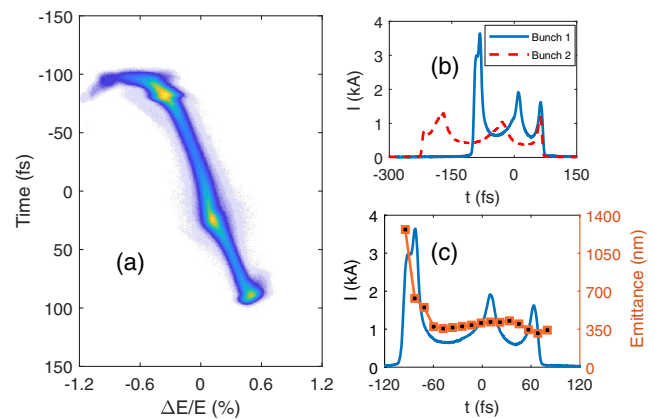 -150
-100
-50
0
50
100
150
Time (fs)
(a)
-1.2 -0.6 0 0.6 1.2
ΔE/E (%)
4
3
2
1
0
I (kA)
(b)
Bunch 1
Bunch 2
-300 -150 0 150
t (fs)
4
3
2
1
0
I (kA)
(c)
1400
1050
700
350
0
Emittance (nm)
-120 -60 0 60 120
t (fs)